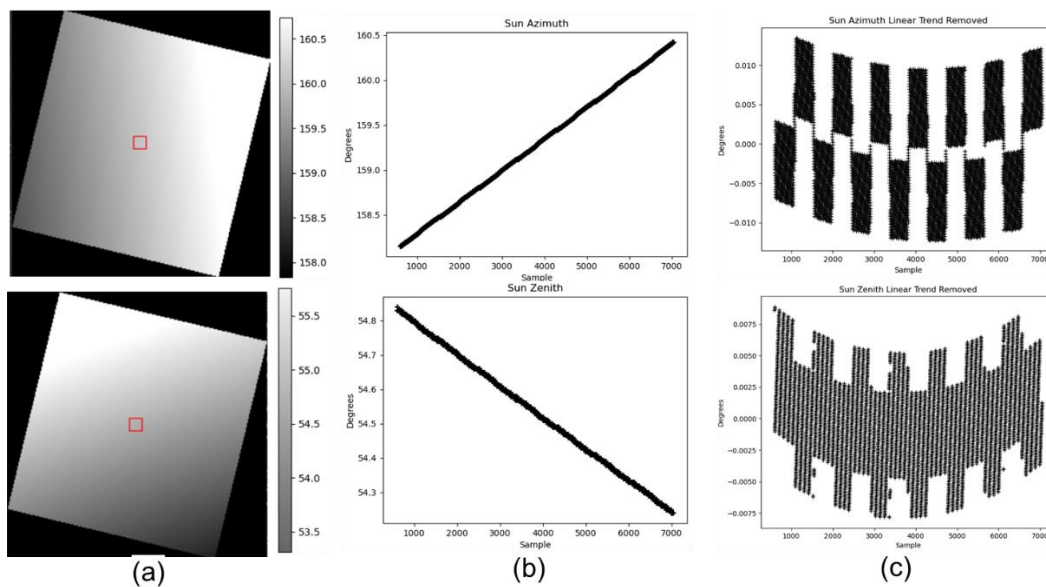 160.5
160.0
159.5
159.0
158.5
158.0
Sun Azimuth
160.5
160.0
159.5
159.0
158.5
Degrees
1000 2000 3000 4000 5000 6000 7000
Sample
Sun Azimuth Linear Trend Removed
0.010
0.005
0.000
−0.005
−0.010
Degrees
1000 2000 3000 4000 5000 6000 7000
Sample
55.5
55.0
54.5
54.0
53.5
Sun Zenith
54.8
54.7
54.6
54.5
54.4
54.3
Degrees
1000 2000 3000 4000 5000 6000 7000
Sample
Sun Zenith Linear Trend Removed
0.0075
0.0050
0.0025
0.0000
−0.0025
−0.0050
−0.0075
Degrees
1000 2000 3000 4000 5000 6000 7000
Sample
(a) (b) (c)